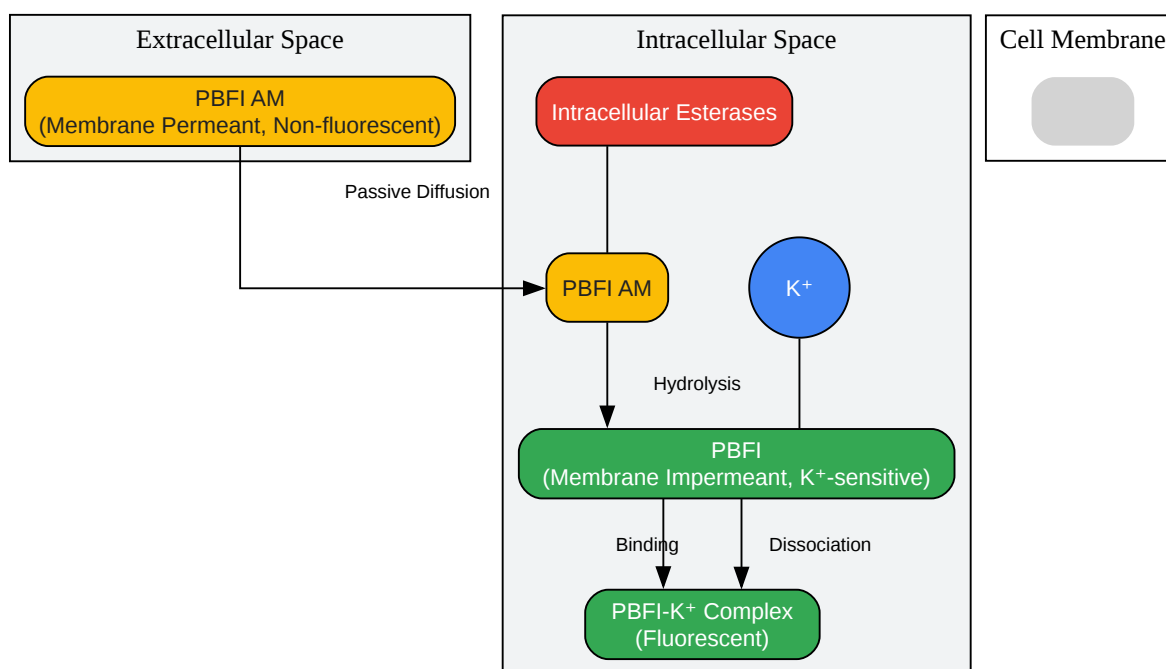 Extracellular Space
PBFI AM
(Membrane Permeant, Non-fluorescent)
Passive Diffusion
Intracellular Space
Intracellular Esterases
PBFI AM
K⁺
Hydrolysis
PBFI
(Membrane Impermeant, K⁺-sensitive)
Binding
Dissociation
PBFI-K⁺ Complex
(Fluorescent)
Cell Membrane